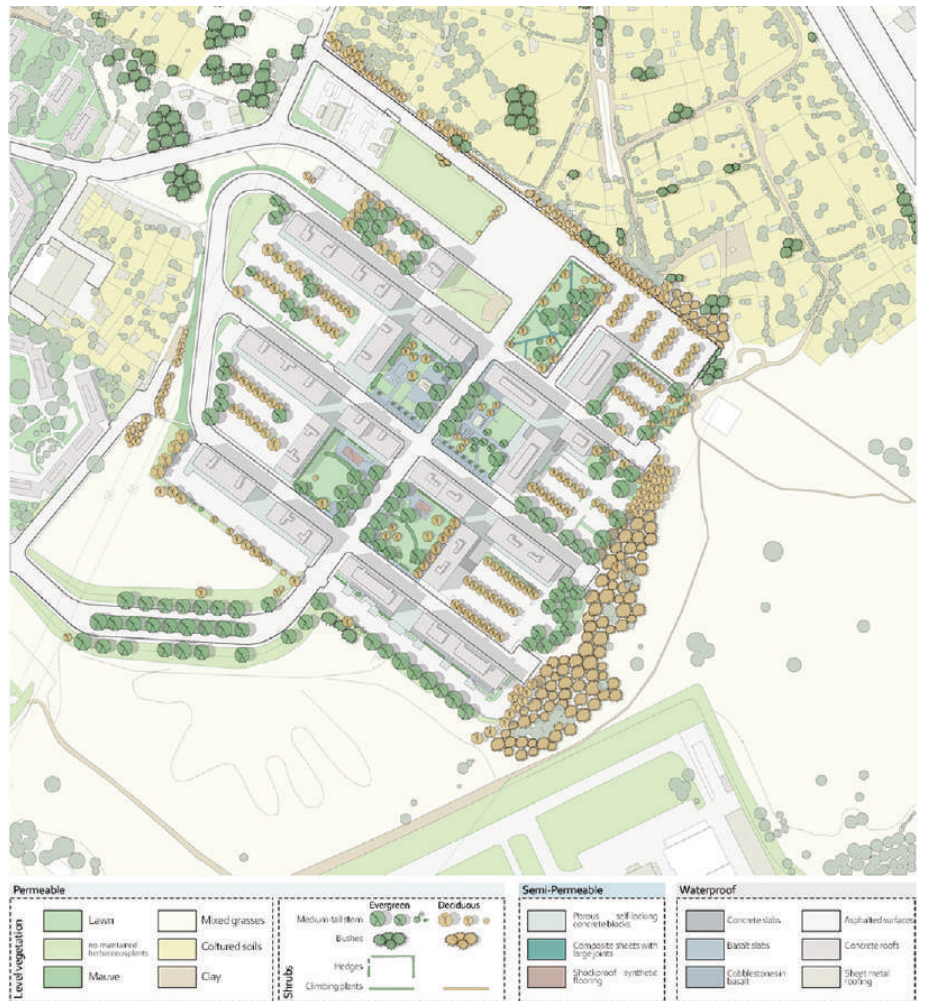 Permeable
Level vegetation
Lawn
no maintained
herbaceous plants
Mauve
Mixed grasses
Coltured soils
Clay
Shrubs
Evergreen
Deciduous
Medium-tall stem
Bushes
Hedges
Climbing plants
Semi-Permeable
Porous self-locking
concrete blocks
Composite sheets with
large joints
Shockproof synthetic
flooring
Waterproof
Concrete slabs
Basalt slabs
Cobblestones in
basalt
Asphalted surfaces
Concrete roofs
Sheet metal
roofing